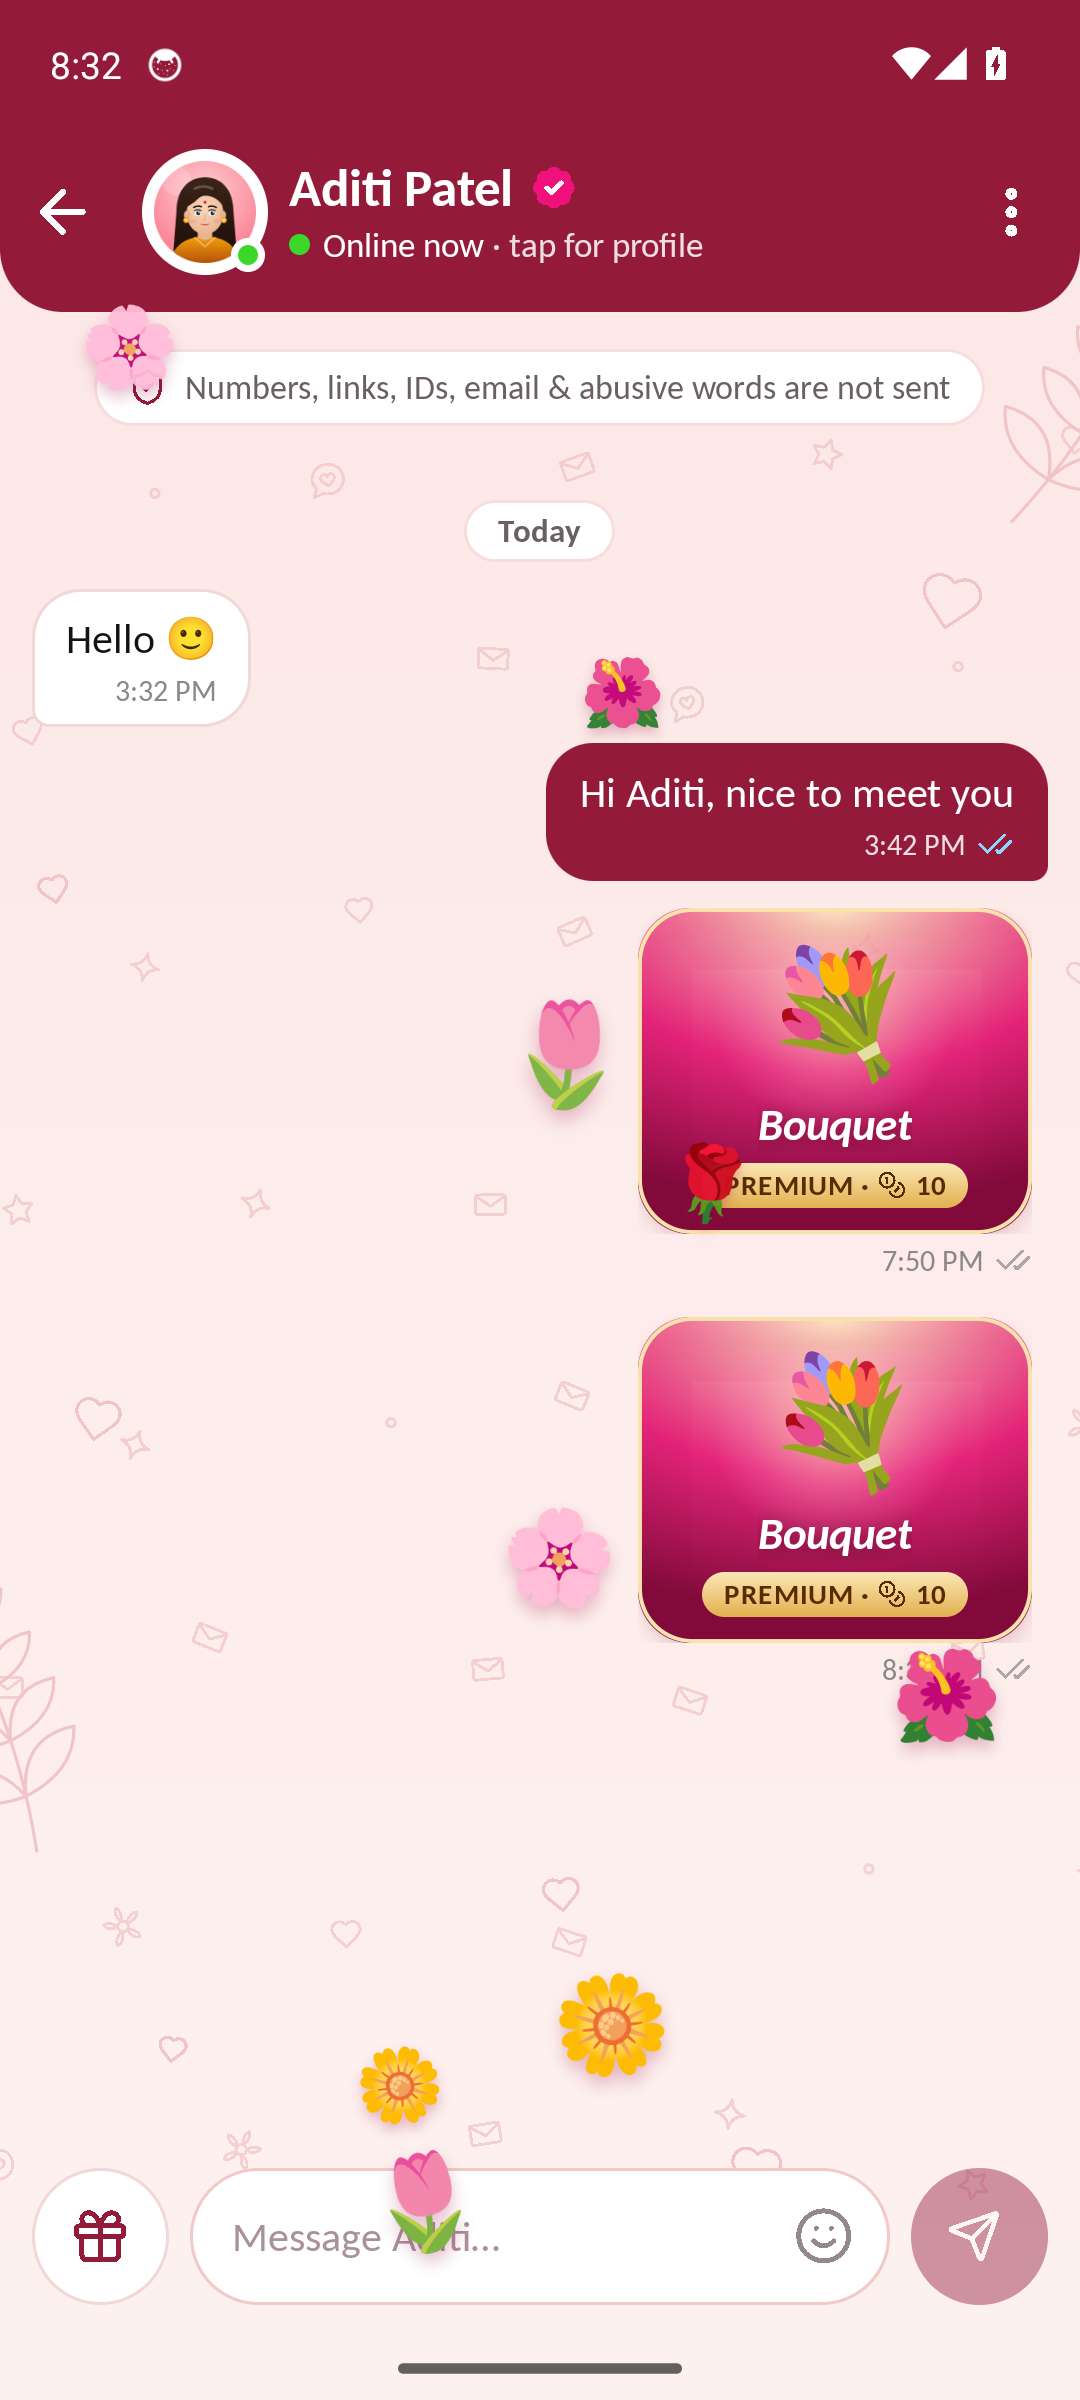 8:32
Aditi Patel
Online now · tap for profile
Numbers, links, IDs, email & abusive words are not sent
Today
Hello 🙂
3:32 PM
Hi Aditi, nice to meet you
3:42 PM
Bouquet
PREMIUM · 10
7:50 PM
Bouquet
PREMIUM · 10
Message Aditi...